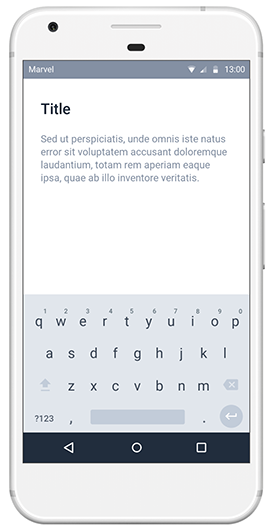 Marvel 13:00
Title
Sed ut perspiciatis, unde omnis iste natus
error sit voluptatem accusant doloremque
laudantium, totam rem aperiam eaque
ipsa, quae ab illo inventore veritatis.
1 2 3 4 5 6 7 8 9 0
q w e r t y u i o p
a s d f g h j k l
z x c v b n m
?123 , .